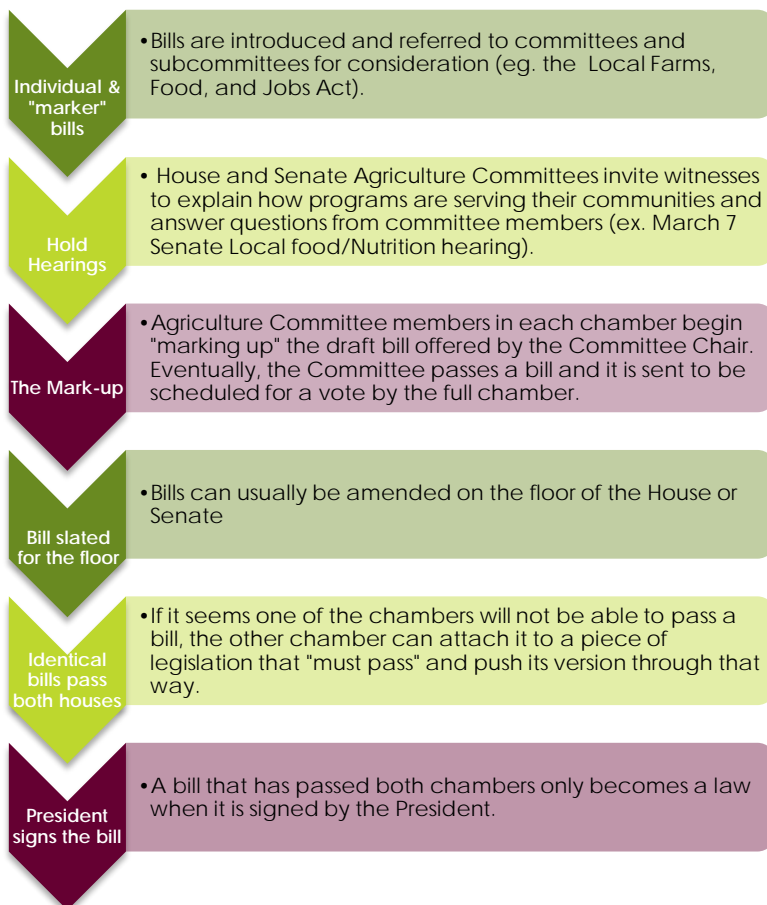 Individual &
"marker"
bills
•Bills are introduced and referred to committees and
subcommittees for consideration (eg. the Local Farms,
Food, and Jobs Act).
Hold
Hearings
• House and Senate Agriculture Committees invite witnesses
to explain how programs are serving their communities and
answer questions from committee members (ex. March 7
Senate Local food/Nutrition hearing).
The Mark-up
•Agriculture Committee members in each chamber begin
"marking up" the draft bill offered by the Committee Chair.
Eventually, the Committee passes a bill and it is sent to be
scheduled for a vote by the full chamber.
Bill slated
for the floor
•Bills can usually be amended on the floor of the House or
Senate
Identical
bills pass
both houses
•If it seems one of the chambers will not be able to pass a
bill, the other chamber can attach it to a piece of
legislation that "must pass" and push its version through that
way.
President
signs the bill
•A bill that has passed both chambers only becomes a law
when it is signed by the President.